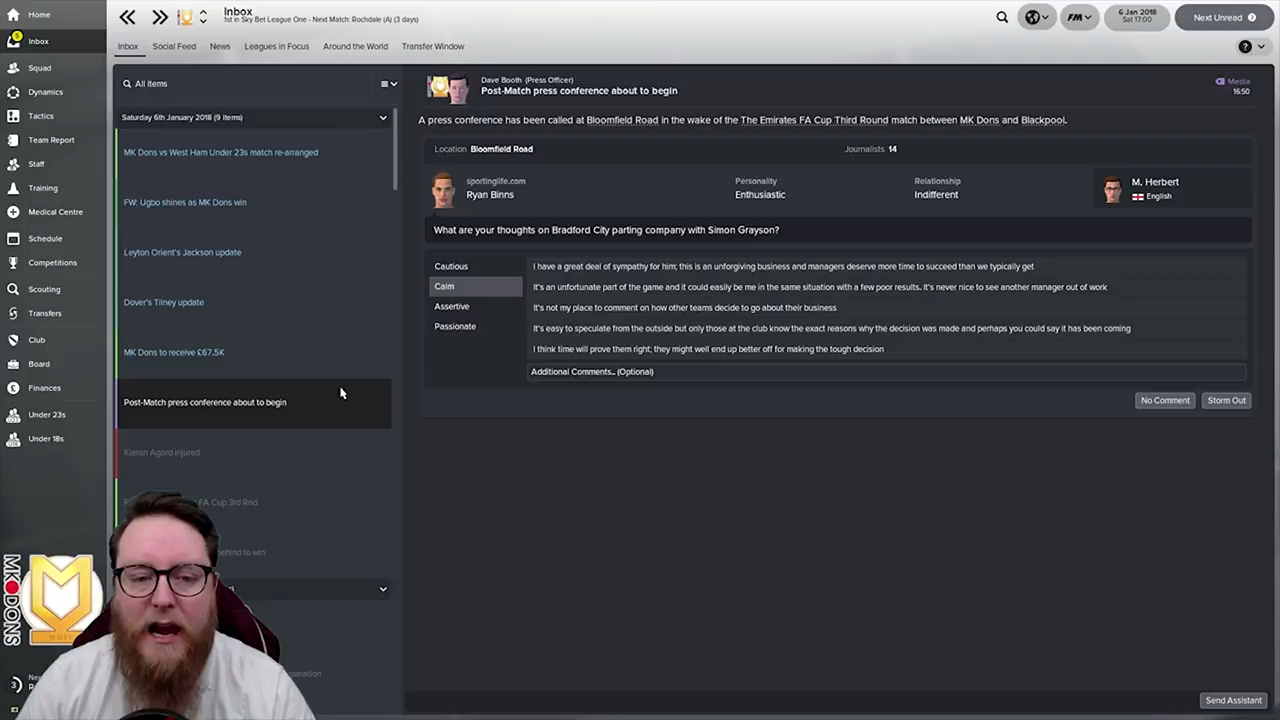 Home
Inbox
5
Squad
Dynamics
Tactics
Team Report
Staff
Training
Medical Centre
Schedule
Competitions
Scouting
Transfers
Club
Board
Finances
Under 23s
Under 18s
Inbox
1st in Sky Bet League One - Next Match: Rochdale (A) (3 days)
FM
6 Jan 2018
Sat 17:00
Next Unread
Inbox
Social Feed
News
Leagues in Focus
Around the World
Transfer Window
?
All Items
Saturday 6th January 2018 (9 items)
MK Dons vs West Ham Under 23s match re-arranged
FW: Ugbo shines as MK Dons win
Leyton Orient's Jackson update
Dover's Tilney update
MK Dons to receive £67.5K
Post-Match press conference about to begin
Kieran Agard injured
FA Cup 3rd Rnd
behind to win
Dave Booth (Press Officer)
Post-Match press conference about to begin
Media
16:50
A press conference has been called at Bloomfield Road in the wake of the The Emirates FA Cup Third Round match between MK Dons and Blackpool.
Location Bloomfield Road
Journalists 14
sportinglife.com
Ryan Binns
Personality
Enthusiastic
Relationship
Indifferent
M. Herbert
English
What are your thoughts on Bradford City parting company with Simon Grayson?
Cautious
Calm
Assertive
Passionate
I have a great deal of sympathy for him; this is an unforgiving business and managers deserve more time to succeed than we typically get
It's an unfortunate part of the game and it could easily be me in the same situation with a few poor results. It's never nice to see another manager out of work
It's not my place to comment on how other teams decide to go about their business
It's easy to speculate from the outside but only those at the club know the exact reasons why the decision was made and perhaps you could say it has been coming
I think time will prove them right; they might well end up better off for making the tough decision
Additional Comments... (Optional)
No Comment
Storm Out
Send Assistant
MK DONS